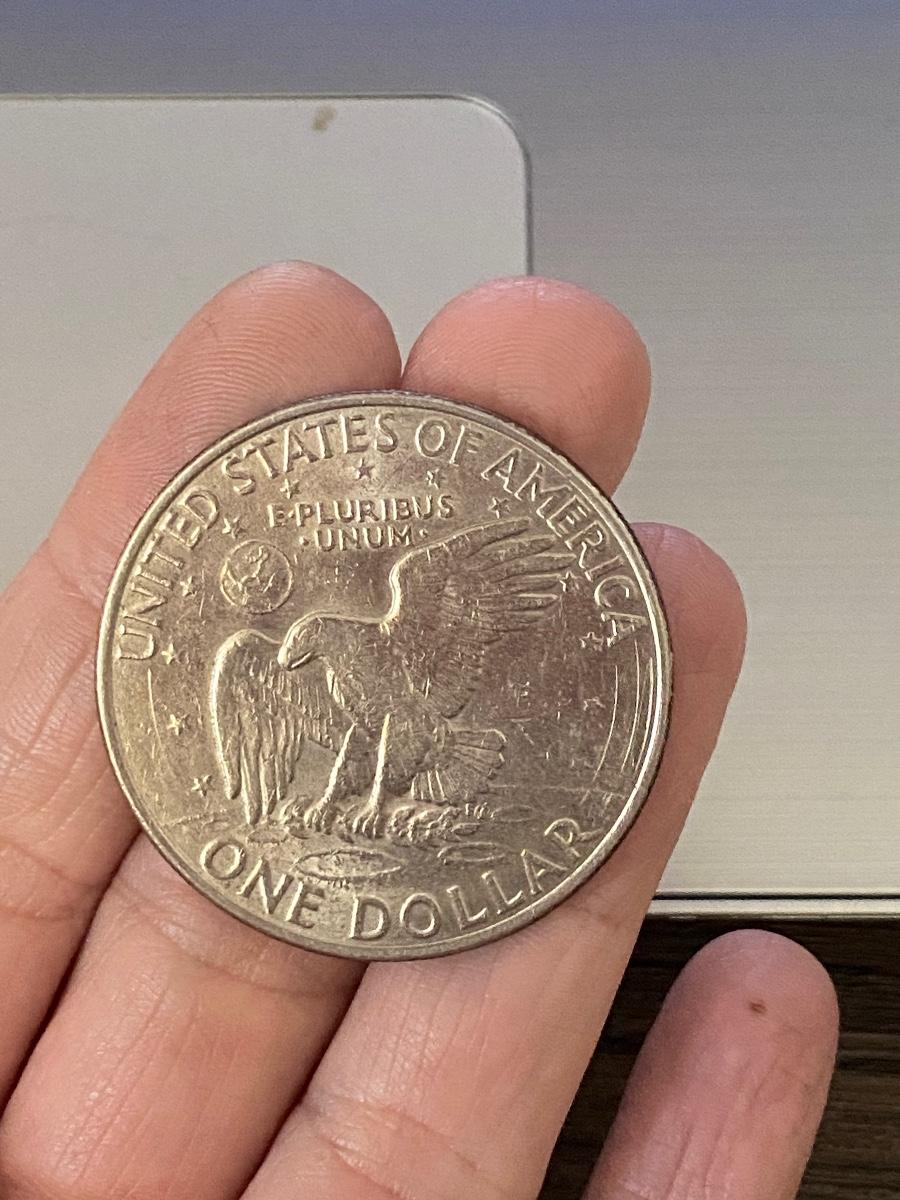 UNITED STATES OF AMERICA
E·PLURIBUS
·UNUM·
ONE DOLLAR